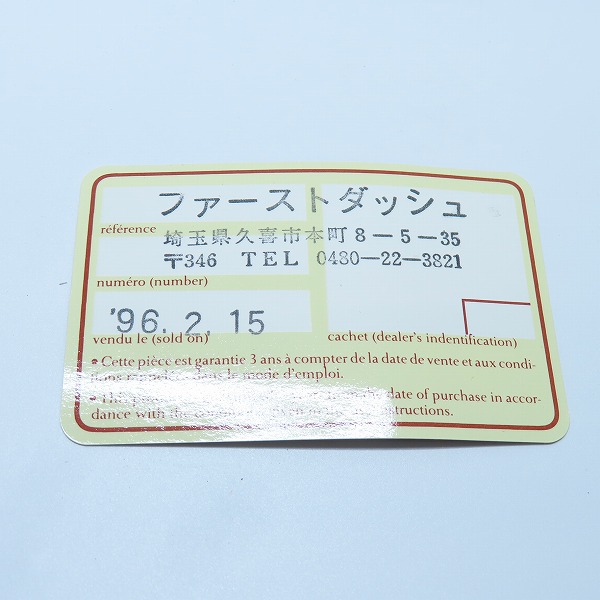 ファーストダッシュ
référence
埼玉県久喜市本町8-5-35
〒346 TEL 0480-22-3821
numéro (number)
'96.2.15
vendu le (sold on)
cachet (dealer's indentification)
• Cette pièce est garantie 3 ans à compter de la date de vente et aux condi-
dans le mode d'emploi.
• This date of purchase in accor-
dance with the instructions.